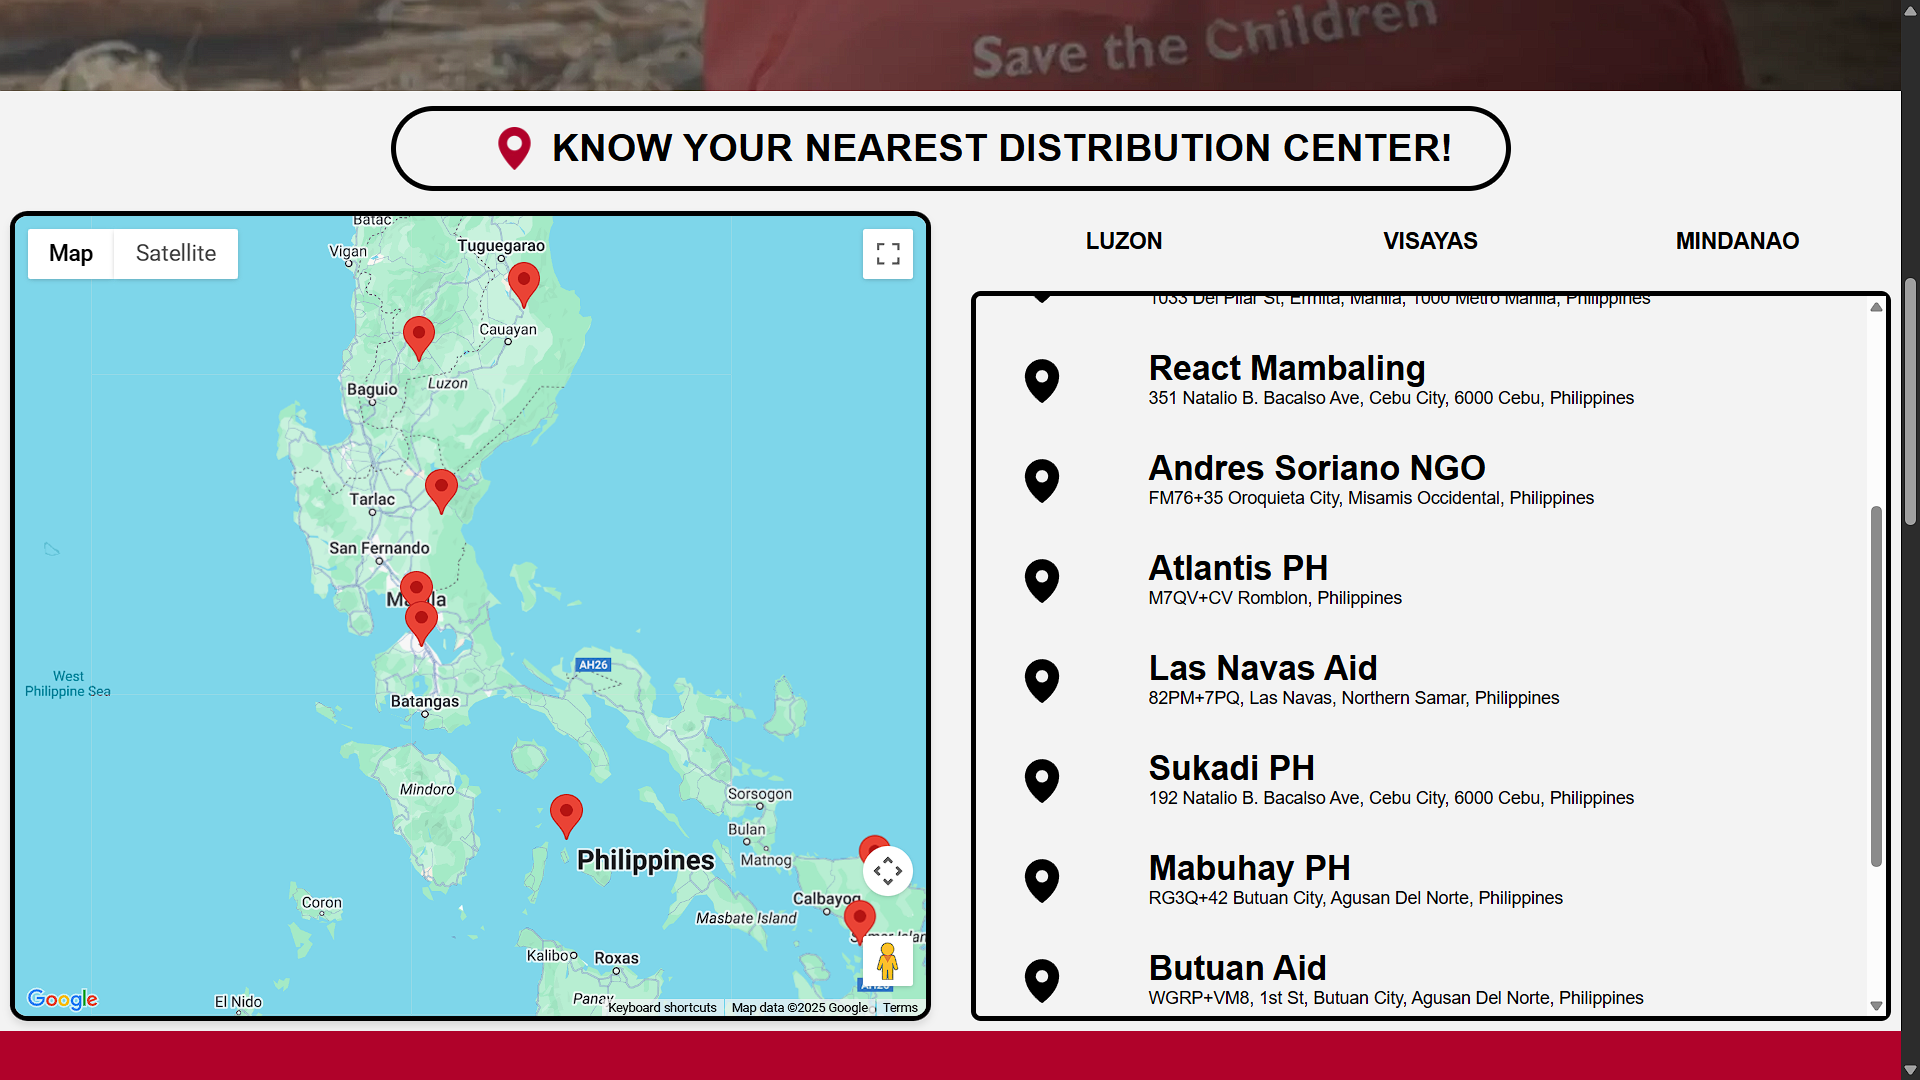 Save the Children
KNOW YOUR NEAREST DISTRIBUTION CENTER!
Map
Satellite
Batac
Vigan
Tuguegarao
Cauayan
Baguio
Luzon
Tarlac
San Fernando
AH26
West
Philippine Sea
Batangas
Mindoro
Sorsogon
Bulan
Matnog
Philippines
Calbayog
Coron
Masbate Island
Kalibo
Roxas
Panay
El Nido
Google
Keyboard shortcuts
Map data ©2025 Google
Terms
LUZON
VISAYAS
MINDANAO
1033 Del Pilar St, Ermita, Manila, 1000 Metro Manila, Philippines
React Mambaling
351 Natalio B. Bacalso Ave, Cebu City, 6000 Cebu, Philippines
Andres Soriano NGO
FM76+35 Oroquieta City, Misamis Occidental, Philippines
Atlantis PH
M7QV+CV Romblon, Philippines
Las Navas Aid
82PM+7PQ, Las Navas, Northern Samar, Philippines
Sukadi PH
192 Natalio B. Bacalso Ave, Cebu City, 6000 Cebu, Philippines
Mabuhay PH
RG3Q+42 Butuan City, Agusan Del Norte, Philippines
Butuan Aid
WGRP+VM8, 1st St, Butuan City, Agusan Del Norte, Philippines